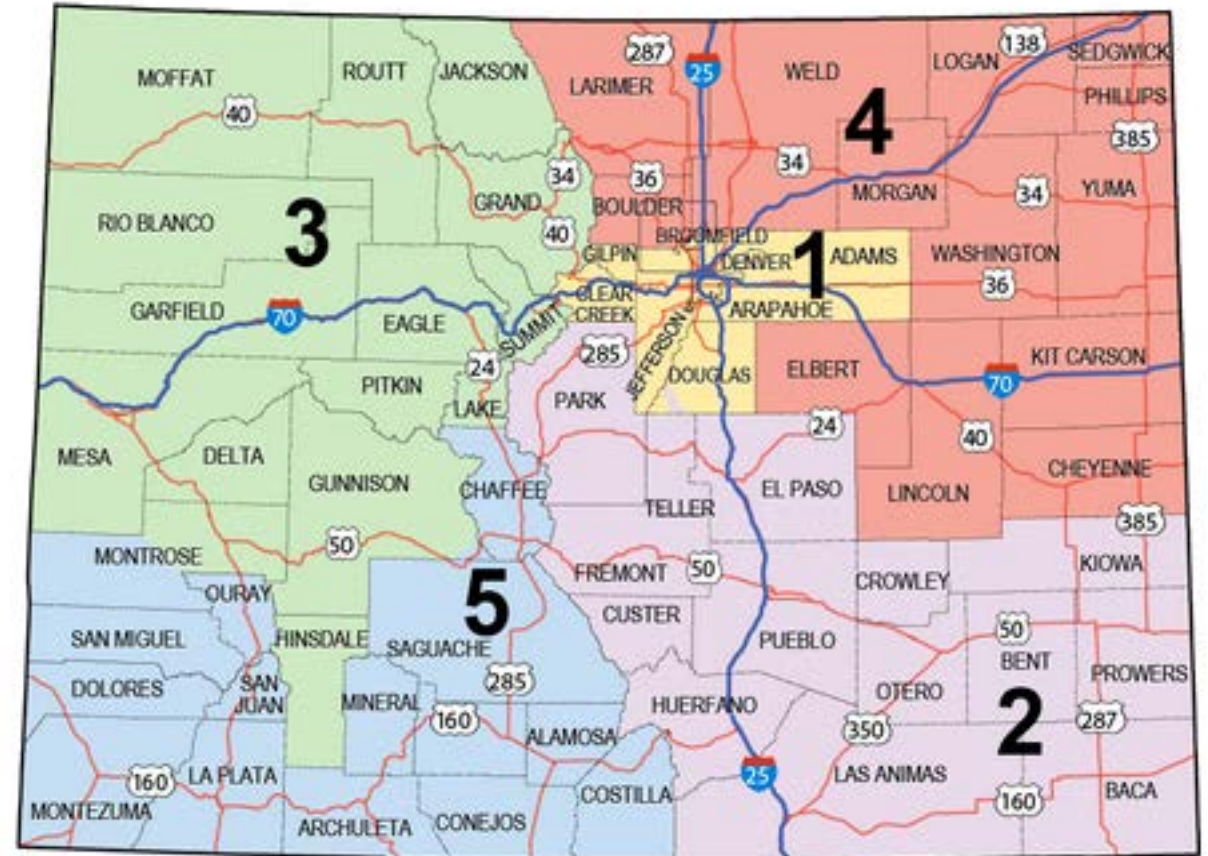 MOFFAT
ROUTT
JACKSON
LARIMER
287
25
WELD
LOGAN
138
SEDGWICK
PHILLIPS
385
40
4
34
36
34
MORGAN
34
YUMA
RIO BLANCO
3
GRAND
40
BOULDER
BROOMFIELD
GILPIN
DENVER
1
ADAMS
WASHINGTON
36
GARFIELD
70
EAGLE
SUMMIT
CLEAR
CREEK
ARAPAHOE
JEFFERSON
285
24
PITKIN
LAKE
PARK
DOUGLAS
ELBERT
70
KIT CARSON
24
40
MESA
DELTA
GUNNISON
CHAFFEE
TELLER
EL PASO
LINCOLN
CHEYENNE
385
MONTROSE
50
OURAY
5
FREMONT
50
CROWLEY
KIOWA
SAN MIGUEL
HINSDALE
SAGUACHE
CUSTER
PUEBLO
50
BENT
PROWERS
DOLORES
SAN
JUAN
MINERAL
285
160
HUERFANO
OTERO
350
2
287
ALAMOSA
160
LA PLATA
MONTEZUMA
ARCHULETA
CONEJOS
COSTILLA
25
LAS ANIMAS
160
BACA